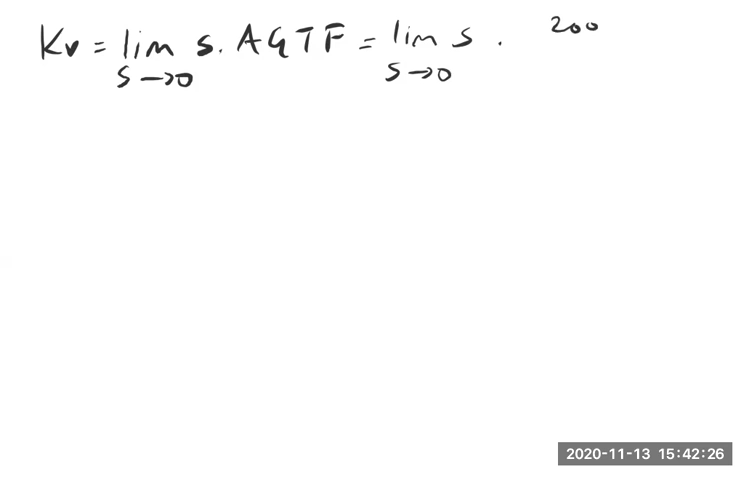 Kv = lim s. AGTF = lim s . 200
s→0 s→0
2020-11-13 15:42:26